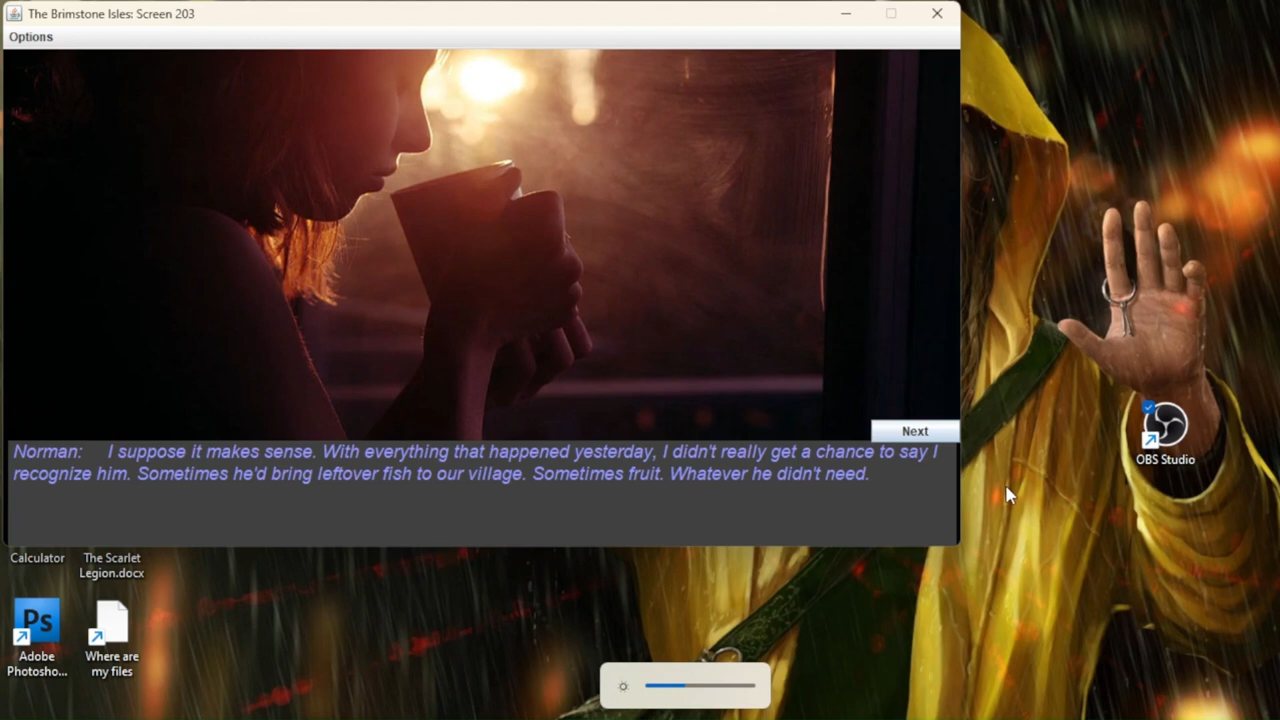 The Brimstone Isles: Screen 203
Options
Next
Norman: I suppose it makes sense. With everything that happened yesterday, I didn't really get a chance to say I
recognize him. Sometimes he'd bring leftover fish to our village. Sometimes fruit. Whatever he didn't need.
OBS Studio
Calculator
The Scarlet
Legion.docx
Ps
Adobe
Photosho...
Where are
my files